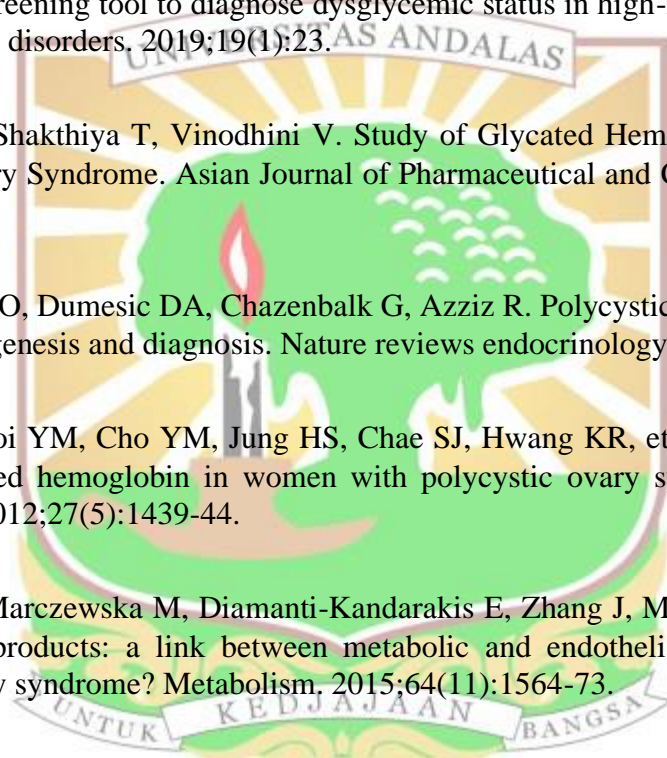 reening tool to diagnose dysglycemic status in high-
disorders. 2019;19(1):23.
UNIVERSITAS ANDALAS
Shakthiya T, Vinodhini V. Study of Glycated Hem
ry Syndrome. Asian Journal of Pharmaceutical and C
O, Dumesic DA, Chazenbalk G, Azziz R. Polycystic
genesis and diagnosis. Nature reviews endocrinology
oi YM, Cho YM, Jung HS, Chae SJ, Hwang KR, et
ed hemoglobin in women with polycystic ovary s
012;27(5):1439-44.
Marczewska M, Diamanti-Kandarakis E, Zhang J, M
products: a link between metabolic and endotheli
y syndrome? Metabolism. 2015;64(11):1564-73.
UNTUK KEDJAJAAN BANGSA